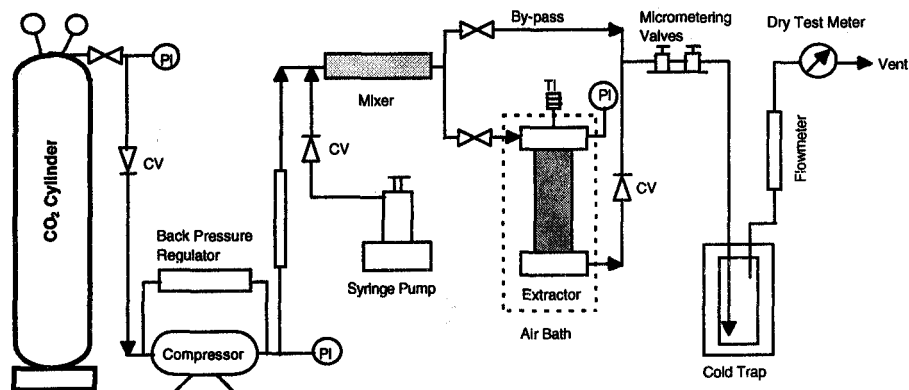 By-pass
Micrometering
Valves
Dry Test Meter
PI
Vent
Mixer
TI
PI
CV
CO₂ Cylinder
CV
CV
Flowmeter
Back Pressure
Regulator
Syringe Pump
Extractor
Air Bath
Compressor
PI
Cold Trap